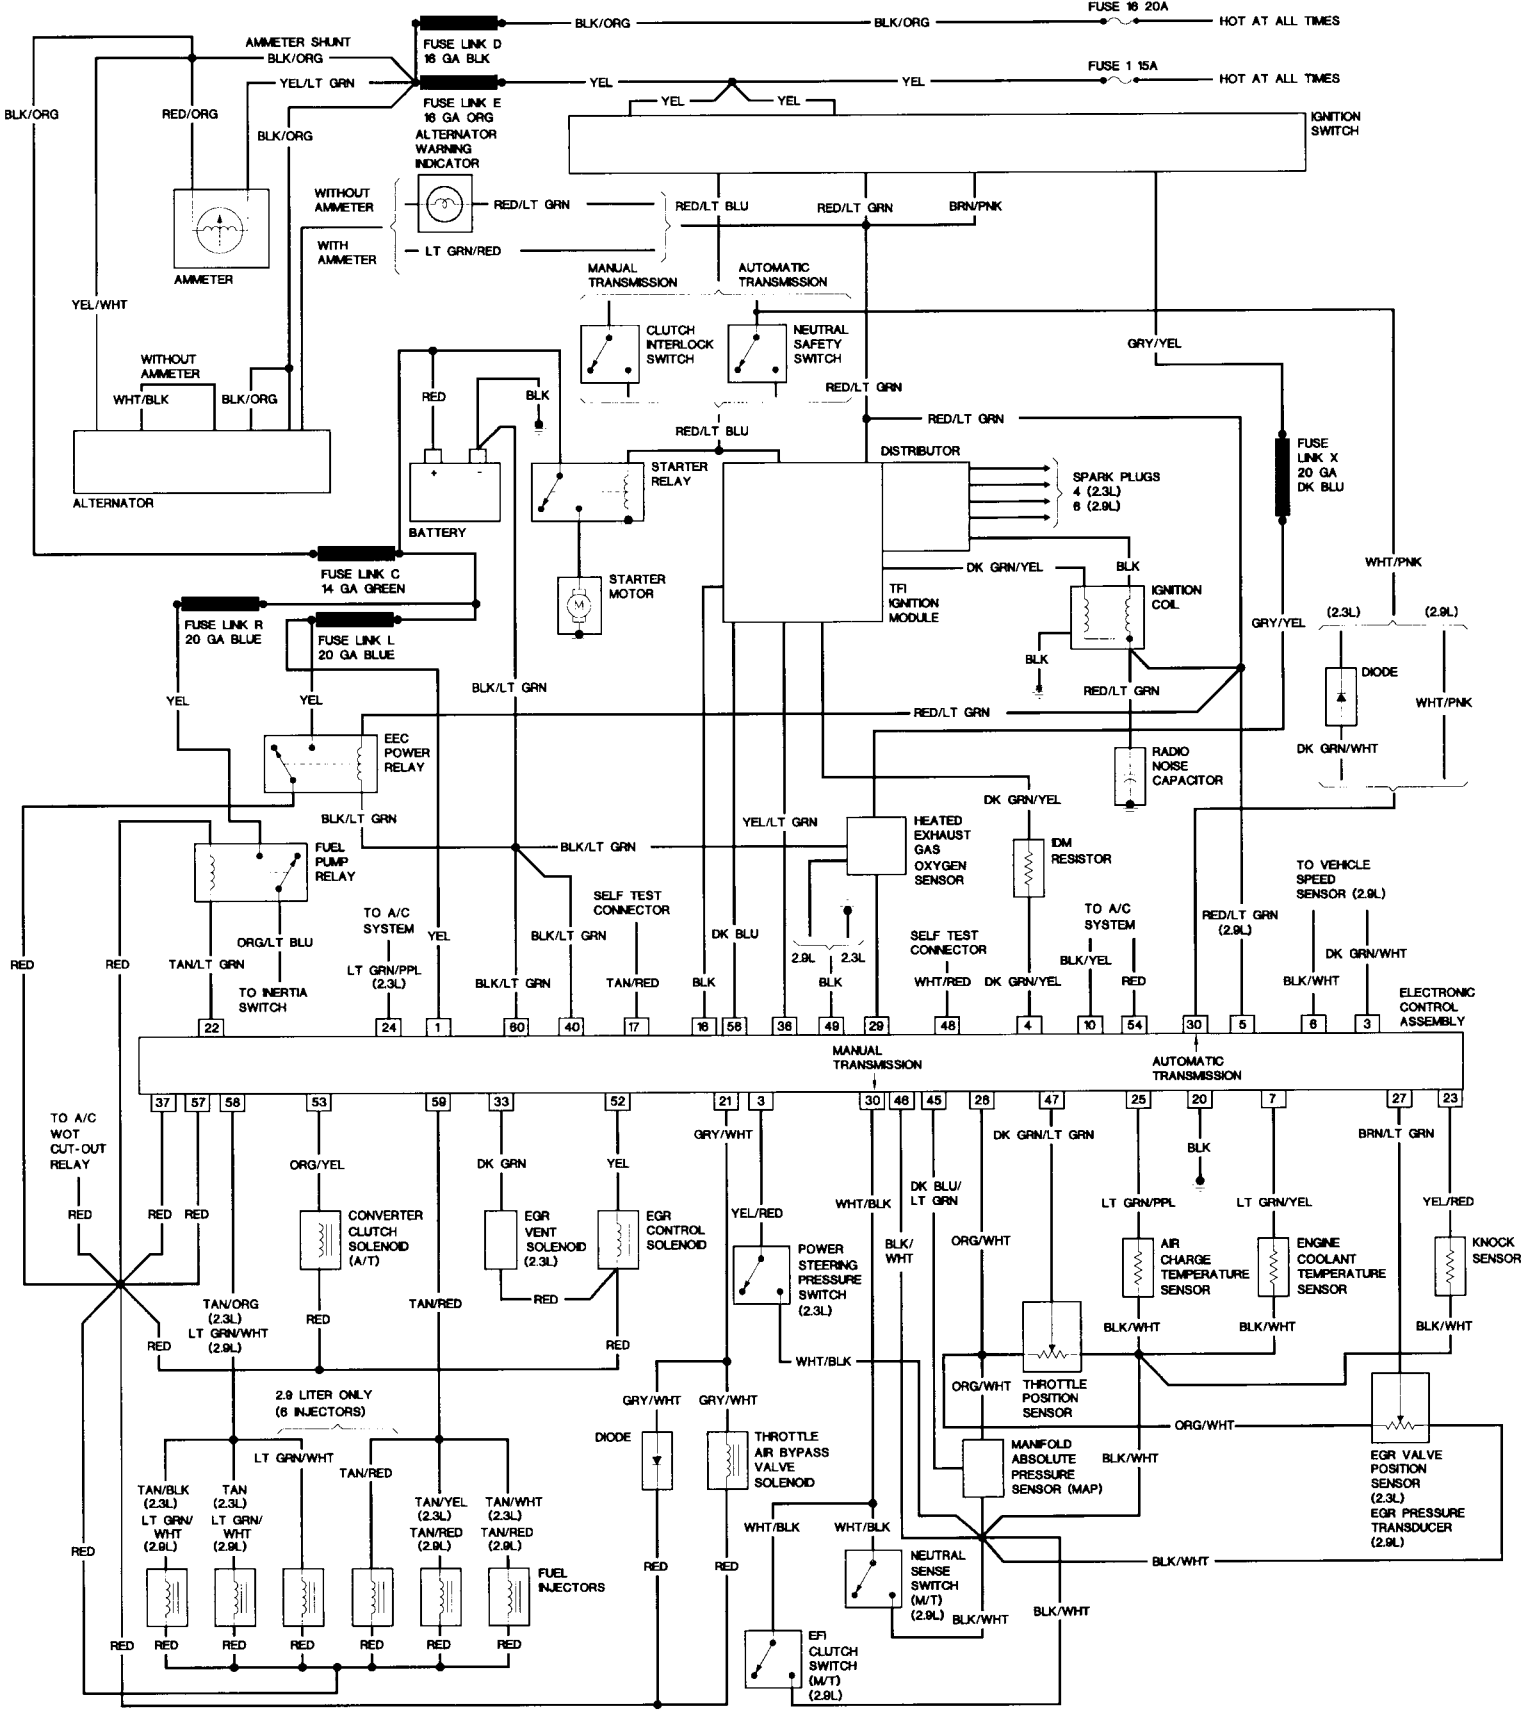 FUSE 16 20A
BLK/ORG
BLK/ORG
HOT AT ALL TIMES
AMMETER SHUNT
BLK/ORG
FUSE LINK D
16 GA BLK
FUSE 1 15A
YEL/LT GRN
YEL
YEL
HOT AT ALL TIMES
FUSE LINK E
16 GA ORG
YEL
YEL
BLK/ORG
RED/ORG
BLK/ORG
IGNITION
SWITCH
ALTERNATOR
WARNING
INDICATOR
WITHOUT
AMMETER
RED/LT GRN
RED/LT BLU
RED/LT GRN
BRN/PNK
WITH
AMMETER
LT GRN/RED
AMMETER
MANUAL
TRANSMISSION
AUTOMATIC
TRANSMISSION
YEL/WHT
CLUTCH
INTERLOCK
SWITCH
NEUTRAL
SAFETY
SWITCH
GRY/YEL
WITHOUT
AMMETER
WHT/BLK
BLK/ORG
RED
BLK
RED/LT GRN
RED/LT GRN
RED/LT BLU
ALTERNATOR
+
-
BATTERY
STARTER
RELAY
DISTRIBUTOR
SPARK PLUGS
4 (2.3L)
6 (2.9L)
FUSE
LINK X
20 GA
DK BLU
FUSE LINK C
14 GA GREEN
STARTER
MOTOR
M
DK GRN/YEL
BLK
WHT/PNK
TFI
IGNITION
MODULE
IGNITION
COIL
FUSE LINK R
20 GA BLUE
FUSE LINK L
20 GA BLUE
GRY/YEL
(2.3L)
(2.9L)
BLK
RED/LT GRN
DIODE
BLK/LT GRN
YEL
YEL
RED/LT GRN
WHT/PNK
EEC
POWER
RELAY
RADIO
NOISE
CAPACITOR
DK GRN/WHT
BLK/LT GRN
YEL/LT GRN
DK GRN/YEL
FUEL
PUMP
RELAY
BLK/LT GRN
HEATED
EXHAUST
GAS
OXYGEN
SENSOR
IDM
RESISTOR
TO VEHICLE
SPEED
SENSOR (2.9L)
SELF TEST
CONNECTOR
TO A/C
SYSTEM
TO A/C
SYSTEM
RED/LT GRN
(2.9L)
ORG/LT BLU
YEL
BLK/LT GRN
DK BLU
SELF TEST
CONNECTOR
RED
RED
TAN/LT GRN
2.9L
2.3L
BLK/YEL
DK GRN/WHT
LT GRN/PPL
(2.3L)
BLK/LT GRN
TAN/RED
BLK
BLK
WHT/RED
DK GRN/YEL
RED
BLK/WHT
TO INERTIA
SWITCH
ELECTRONIC
CONTROL
ASSEMBLY
22
24
1
60
40
17
16
56
36
49
29
48
4
10
54
30
5
6
3
MANUAL
TRANSMISSION
AUTOMATIC
TRANSMISSION
37
57
58
53
59
33
52
21
3
30
46
45
26
47
25
20
7
27
23
TO A/C
WOT
CUT-OUT
RELAY
GRY/WHT
DK GRN/LT GRN
BLK
BRN/LT GRN
ORG/YEL
DK GRN
YEL
RED
RED
RED
WHT/BLK
DK BLU/
LT GRN
YEL/RED
LT GRN/PPL
LT GRN/YEL
YEL/RED
CONVERTER
CLUTCH
SOLENOID
(A/T)
EGR
VENT
SOLENOID
(2.3L)
EGR
CONTROL
SOLENOID
BLK/
WHT
ORG/WHT
POWER
STEERING
PRESSURE
SWITCH
(2.3L)
AIR
CHARGE
TEMPERATURE
SENSOR
ENGINE
COOLANT
TEMPERATURE
SENSOR
KNOCK
SENSOR
RED
TAN/RED
TAN/ORG
(2.3L)
LT GRN/WHT
(2.9L)
RED
RED
RED
BLK/WHT
BLK/WHT
BLK/WHT
WHT/BLK
ORG/WHT
THROTTLE
POSITION
SENSOR
2.9 LITER ONLY
(6 INJECTORS)
GRY/WHT
GRY/WHT
ORG/WHT
DIODE
THROTTLE
AIR BYPASS
VALVE
SOLENOID
MANIFOLD
ABSOLUTE
PRESSURE
SENSOR (MAP)
BLK/WHT
EGR VALVE
POSITION
SENSOR
(2.3L)
EGR PRESSURE
TRANSDUCER
(2.9L)
LT GRN/WHT
TAN/RED
TAN/BLK
(2.3L)
LT GRN/
WHT
(2.9L)
TAN
(2.3L)
LT GRN/
WHT
(2.9L)
TAN/YEL
(2.3L)
TAN/RED
(2.9L)
TAN/WHT
(2.3L)
TAN/RED
(2.9L)
WHT/BLK
WHT/BLK
RED
RED
RED
BLK/WHT
FUEL
INJECTORS
NEUTRAL
SENSE
SWITCH
(M/T)
(2.9L)
BLK/WHT
BLK/WHT
RED
RED
RED
RED
RED
RED
RED
EFI
CLUTCH
SWITCH
(M/T)
(2.9L)